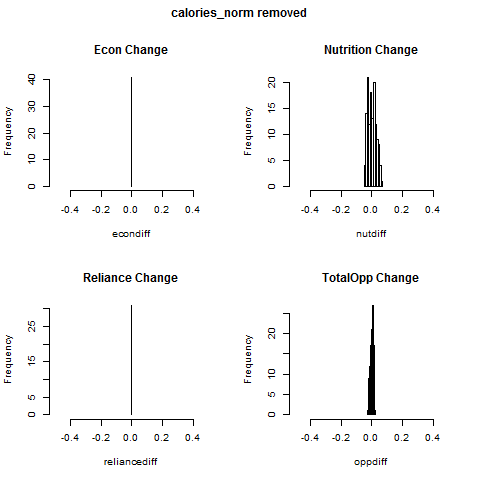 calories_norm removed
Econ Change
Frequency
0 10 20 30 40
-0.4 -0.2 0.0 0.2 0.4
econdiff
Nutrition Change
Frequency
0 5 10 15 20
-0.4 -0.2 0.0 0.2 0.4
nutdiff
Reliance Change
Frequency
0 5 15 25
-0.4 -0.2 0.0 0.2 0.4
reliancediff
TotalOpp Change
Frequency
0 5 10 20
-0.4 -0.2 0.0 0.2 0.4
oppdiff